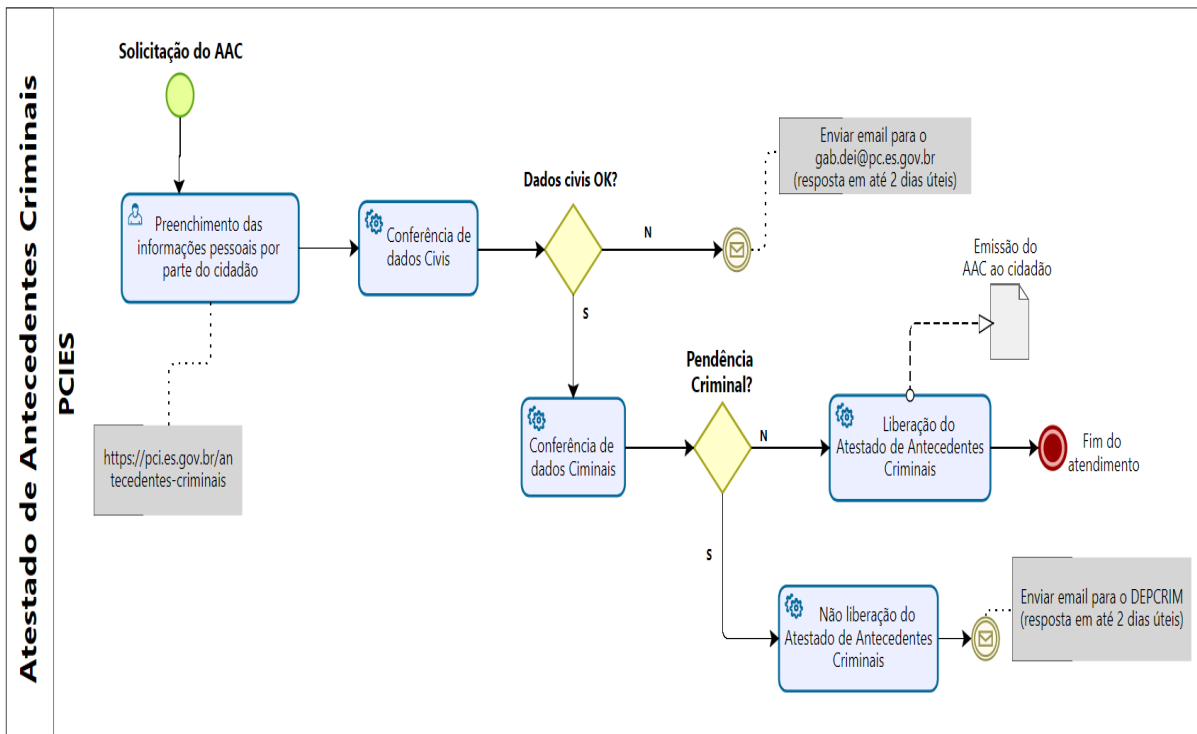 Atestado de Antecedentes Criminais
PCIES
Solicitação do AAC
Preenchimento das
informações pessoais por
parte do cidadão
https://pci.es.gov.br/an
tecedentes-criminais
Conferência de
dados Civis
Dados civis OK?
N
Enviar email para o
gab.dei@pc.es.gov.br
(resposta em até 2 dias úteis)
S
Conferência de
dados Ciminais
Pendência
Criminal?
N
Liberação do
Atestado de Antecedentes
Criminais
Emissão do
AAC ao cidadão
Fim do
atendimento
S
Não liberação do
Atestado de Antecedentes
Criminais
Enviar email para o DEPCRIM
(resposta em até 2 dias úteis)